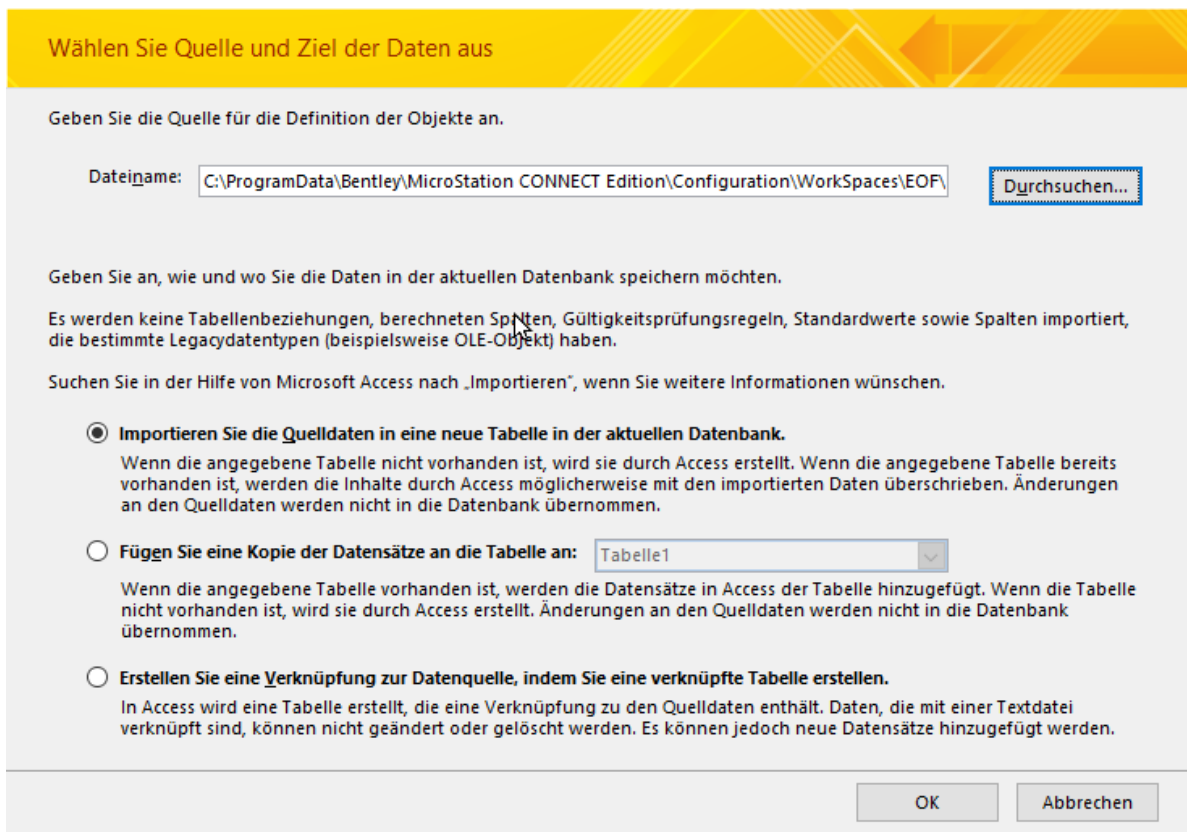 Wählen Sie Quelle und Ziel der Daten aus
Geben Sie die Quelle für die Definition der Objekte an.
Dateiname: C:\ProgramData\Bentley\MicroStation CONNECT Edition\Configuration\WorkSpaces\EOF\ Durchsuchen...
Geben Sie an, wie und wo Sie die Daten in der aktuellen Datenbank speichern möchten.
Es werden keine Tabellenbeziehungen, berechneten Spalten, Gültigkeitsprüfungsregeln, Standardwerte sowie Spalten importiert,
die bestimmte Legacydatentypen (beispielsweise OLE-Objekt) haben.
Suchen Sie in der Hilfe von Microsoft Access nach „Importieren“, wenn Sie weitere Informationen wünschen.
Importieren Sie die Quelldaten in eine neue Tabelle in der aktuellen Datenbank.
Wenn die angegebene Tabelle nicht vorhanden ist, wird sie durch Access erstellt. Wenn die angegebene Tabelle bereits
vorhanden ist, werden die Inhalte durch Access möglicherweise mit den importierten Daten überschrieben. Änderungen
an den Quelldaten werden nicht in die Datenbank übernommen.
Fügen Sie eine Kopie der Datensätze an die Tabelle an: Tabelle1
Wenn die angegebene Tabelle vorhanden ist, werden die Datensätze in Access der Tabelle hinzugefügt. Wenn die Tabelle
nicht vorhanden ist, wird sie durch Access erstellt. Änderungen an den Quelldaten werden nicht in die Datenbank
übernommen.
Erstellen Sie eine Verknüpfung zur Datenquelle, indem Sie eine verknüpfte Tabelle erstellen.
In Access wird eine Tabelle erstellt, die eine Verknüpfung zu den Quelldaten enthält. Daten, die mit einer Textdatei
verknüpft sind, können nicht geändert oder gelöscht werden. Es können jedoch neue Datensätze hinzugefügt werden.
OK Abbrechen